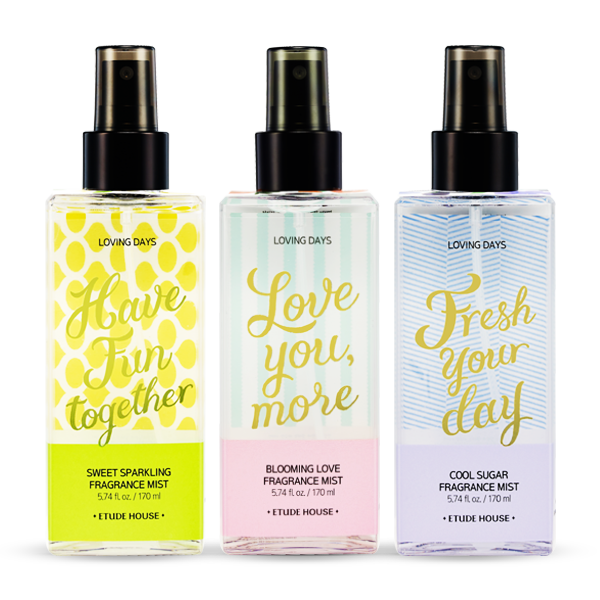 LOVING DAYS
Have
Fun
together
SWEET SPARKLING
FRAGRANCE MIST
5.74 fl. oz. / 170 ml
• ETUDE HOUSE •
LOVING DAYS
Love
you,
more
BLOOMING LOVE
FRAGRANCE MIST
5.74 fl. oz. / 170 ml
• ETUDE HOUSE •
LOVING DAYS
Fresh
your
day
COOL SUGAR
FRAGRANCE MIST
5.74 fl. oz. / 170 ml
• ETUDE HOUSE •